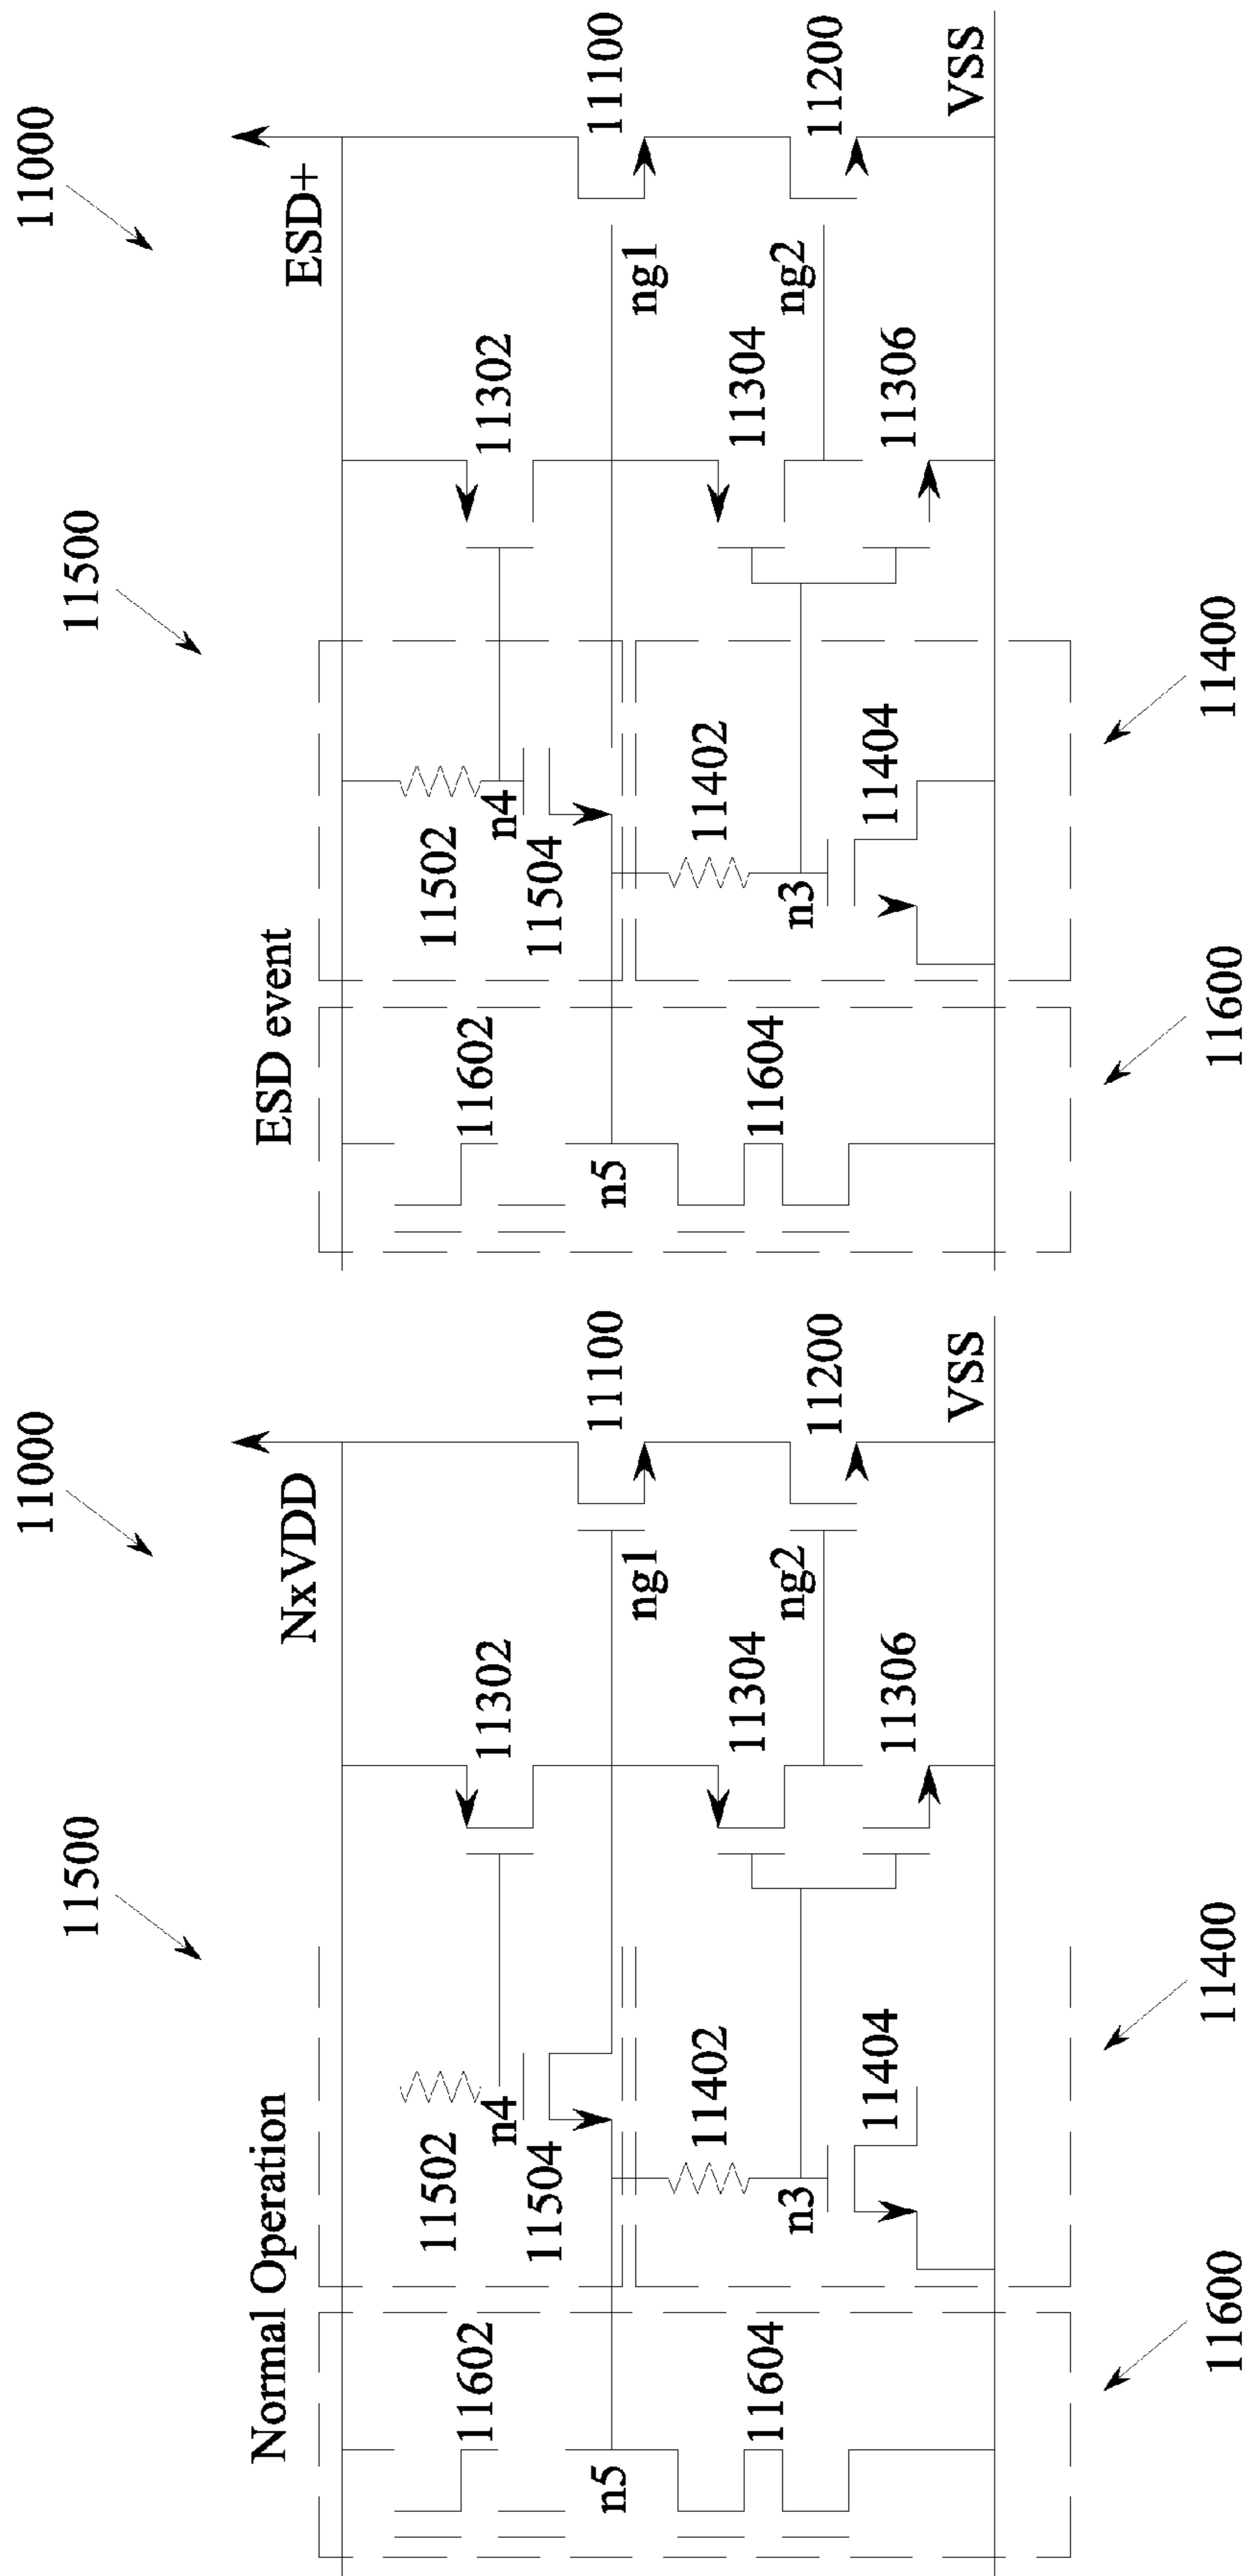 Normal Operation
11500
11000
NxVDD
11602
11502
n4
11504
11302
11100
n5
ng1
11402
11604
n3
11404
11304
ng2
11200
11306
VSS
11600
11400
ESD event
11500
11000
ESD+
11602
11502
n4
11504
11302
11100
n5
ng1
11402
11604
n3
11404
11304
ng2
11200
11306
VSS
11600
11400